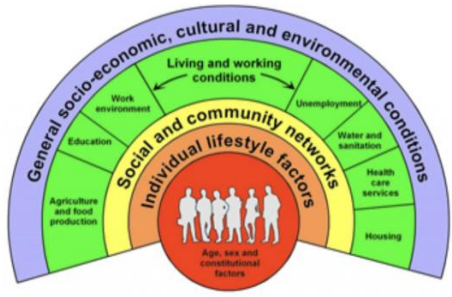 General socio-economic, cultural and environmental conditions
Living and working
conditions
Work
environment
Unemployment
Education
Water and
sanitation
Agriculture
and food
production
Health
care
services
Housing
Social and community networks
Individual lifestyle factors
Age, sex and
constitutional
factors